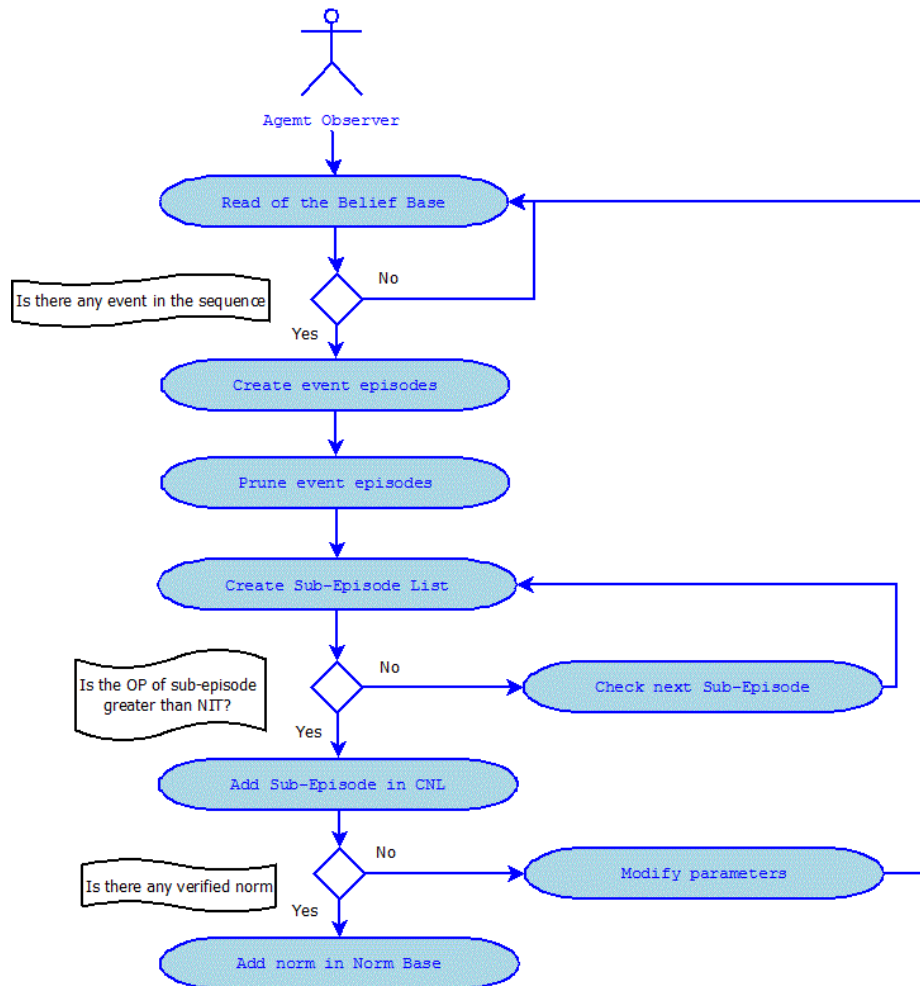 Agemt Observer
Read of the Belief Base
No
Is there any event in the sequence
Yes
Create event episodes
Prune event episodes
Create Sub-Episode List
No
Is the OP of sub-episode
greater than NIT?
Check next Sub-Episode
Yes
Add Sub-Episode in CNL
No
Is there any verified norm
Modify parameters
Yes
Add norm in Norm Base